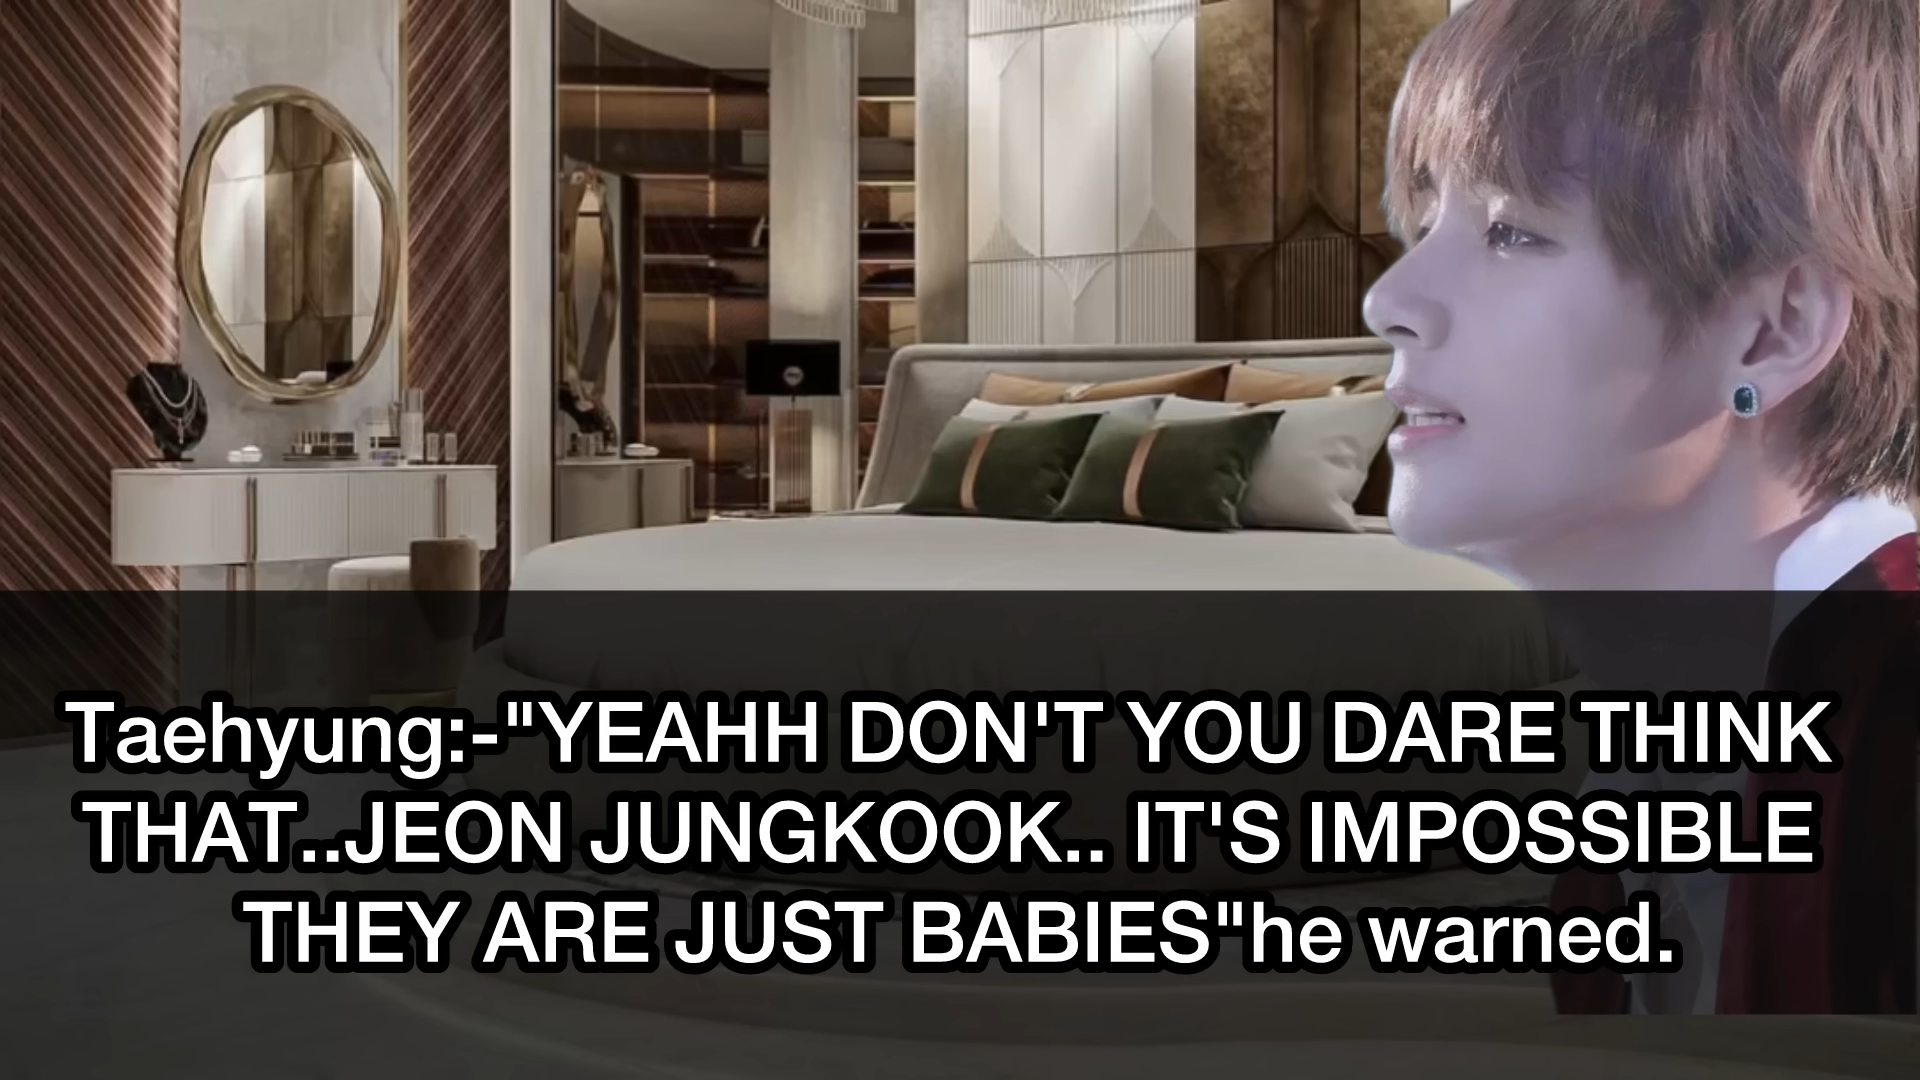 Taehyung:-"YEAHH DON'T YOU DARE THINK
THAT..JEON JUNGKOOK.. IT'S IMPOSSIBLE
THEY ARE JUST BABIES"he warned.